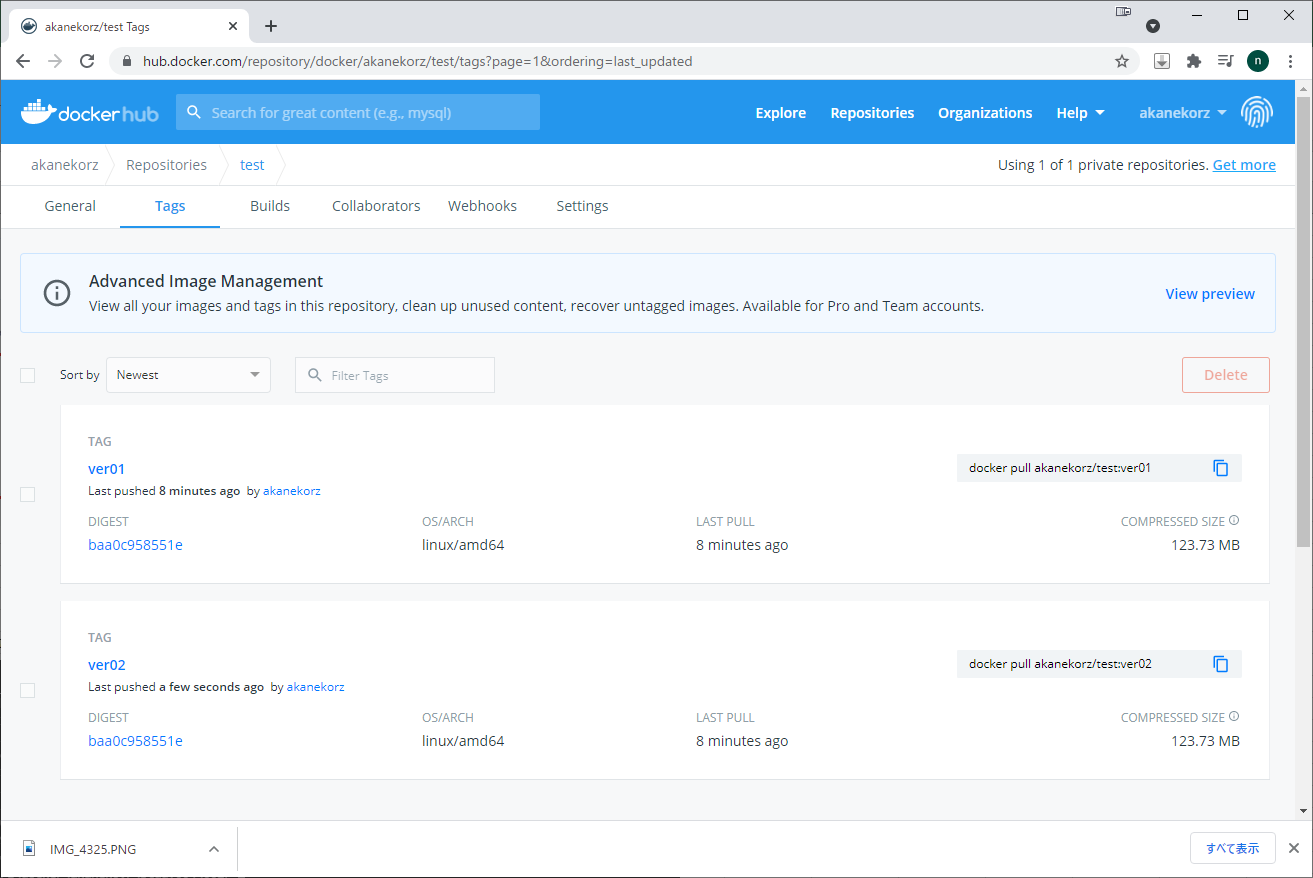 akanekorz/test Tags
hub.docker.com/repository/docker/akanekorz/test/tags?page=1&ordering=last_updated
n
docker hub
Search for great content (e.g., mysql)
Explore
Repositories
Organizations
Help
akanekorz
akanekorz
Repositories
test
Using 1 of 1 private repositories. Get more
General
Tags
Builds
Collaborators
Webhooks
Settings
Advanced Image Management
View all your images and tags in this repository, clean up unused content, recover untagged images. Available for Pro and Team accounts.
View preview
Sort by
Newest
Filter Tags
Delete
TAG
ver01
docker pull akanekorz/test:ver01
Last pushed 8 minutes ago by akanekorz
DIGEST
OS/ARCH
LAST PULL
COMPRESSED SIZE
baa0c958551e
linux/amd64
8 minutes ago
123.73 MB
TAG
ver02
docker pull akanekorz/test:ver02
Last pushed a few seconds ago by akanekorz
DIGEST
OS/ARCH
LAST PULL
COMPRESSED SIZE
baa0c958551e
linux/amd64
8 minutes ago
123.73 MB
IMG_4325.PNG
すべて表示